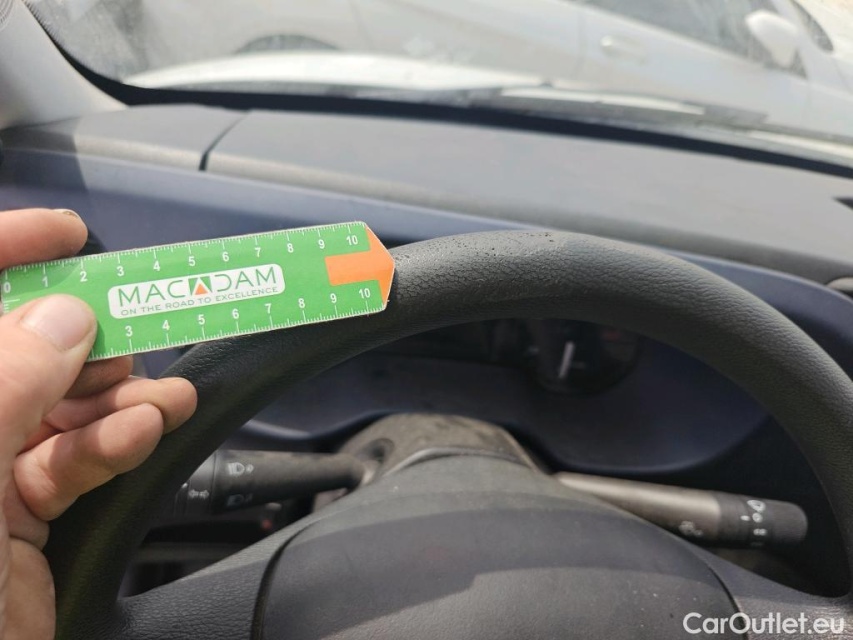 0 1 2 3 4 5 6 7 8 9 10
MACADAM
ON THE ROAD TO EXCELLENCE
3 4 5 6 7 8 9 10
CarOutlet.eu